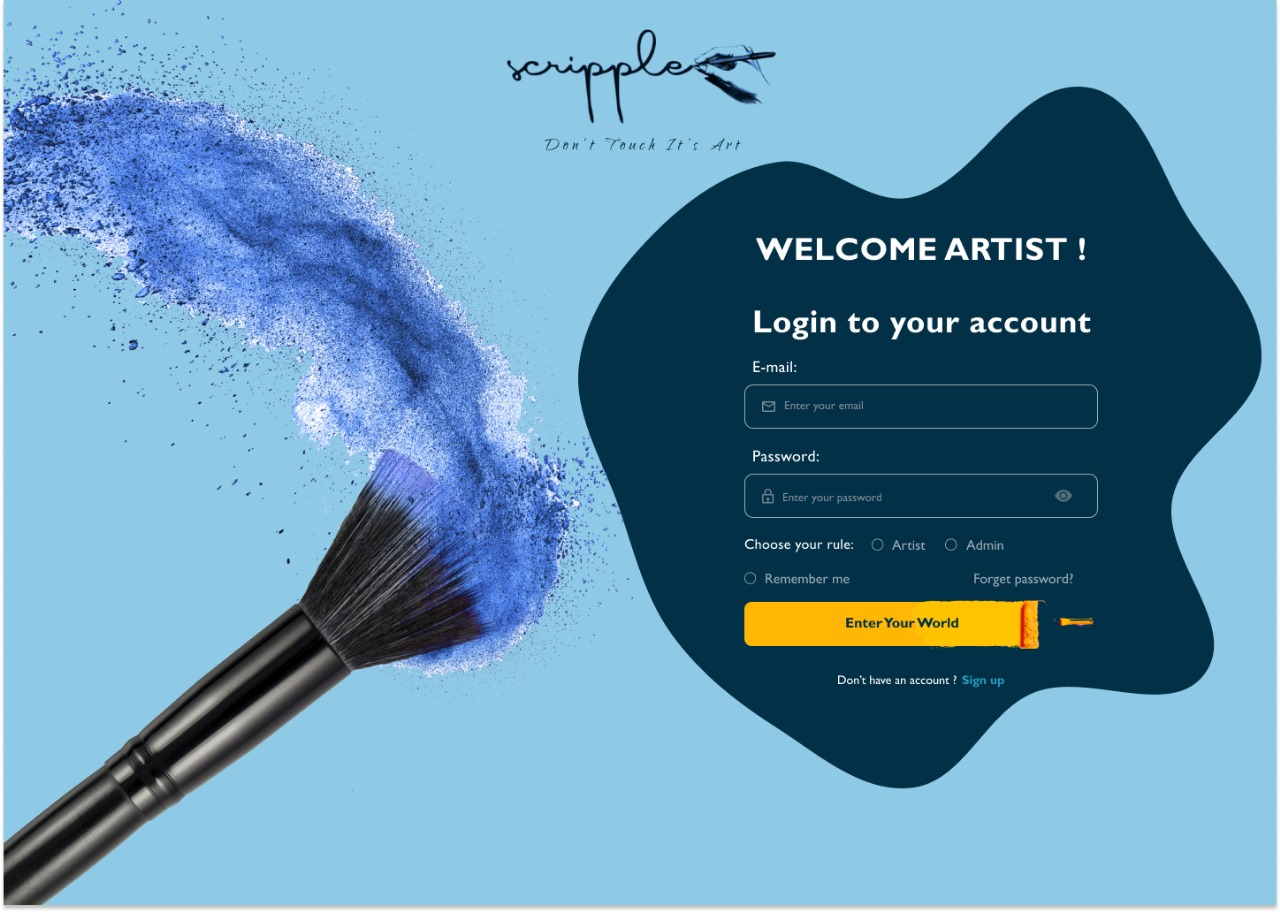 scripple
Don't Touch It's Art
WELCOME ARTIST !
Login to your account
E-mail:
Enter your email
Password:
Enter your password
Choose your rule: Artist Admin
Remember me Forget password?
Enter Your World
Don't have an account ? Sign up